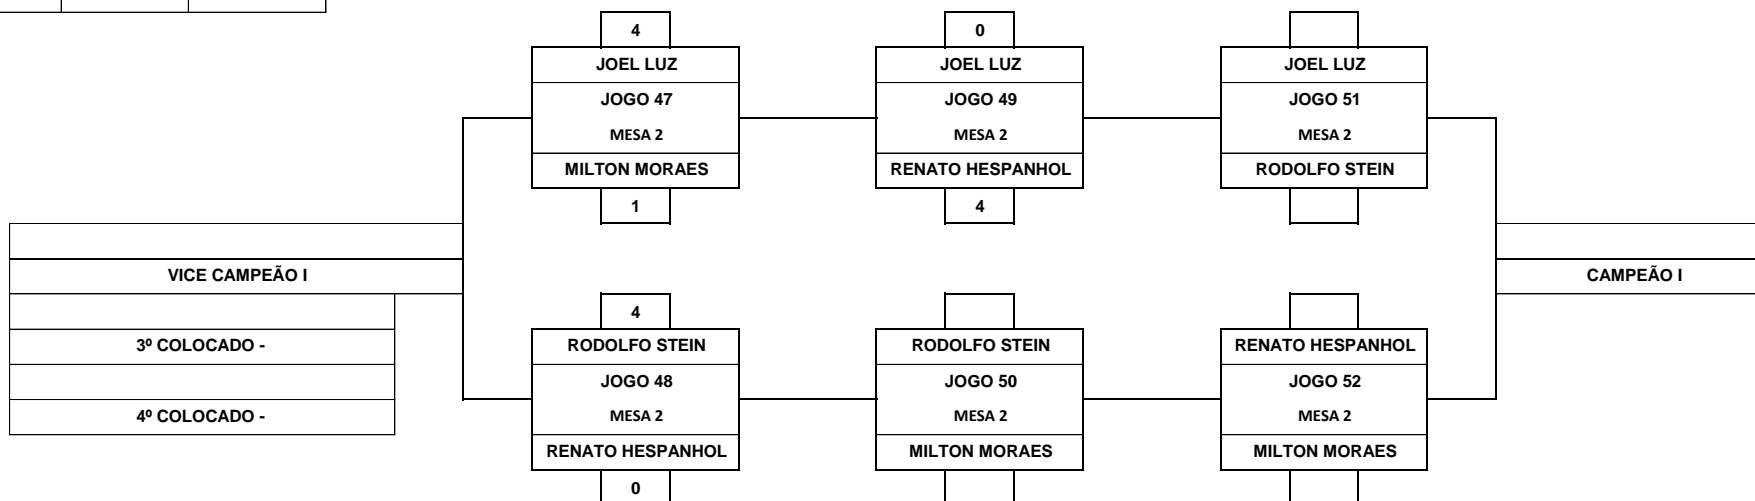 4
JOEL LUZ
JOGO 47
MESA 2
MILTON MORAES
1
0
JOEL LUZ
JOGO 49
MESA 2
RENATO HESPANHOL
4
JOEL LUZ
JOGO 51
MESA 2
RODOLFO STEIN
VICE CAMPEÃO I
3º COLOCADO -
4º COLOCADO -
CAMPEÃO I
4
RODOLFO STEIN
JOGO 48
MESA 2
RENATO HESPANHOL
0
RODOLFO STEIN
JOGO 50
MESA 2
MILTON MORAES
RENATO HESPANHOL
JOGO 52
MESA 2
MILTON MORAES